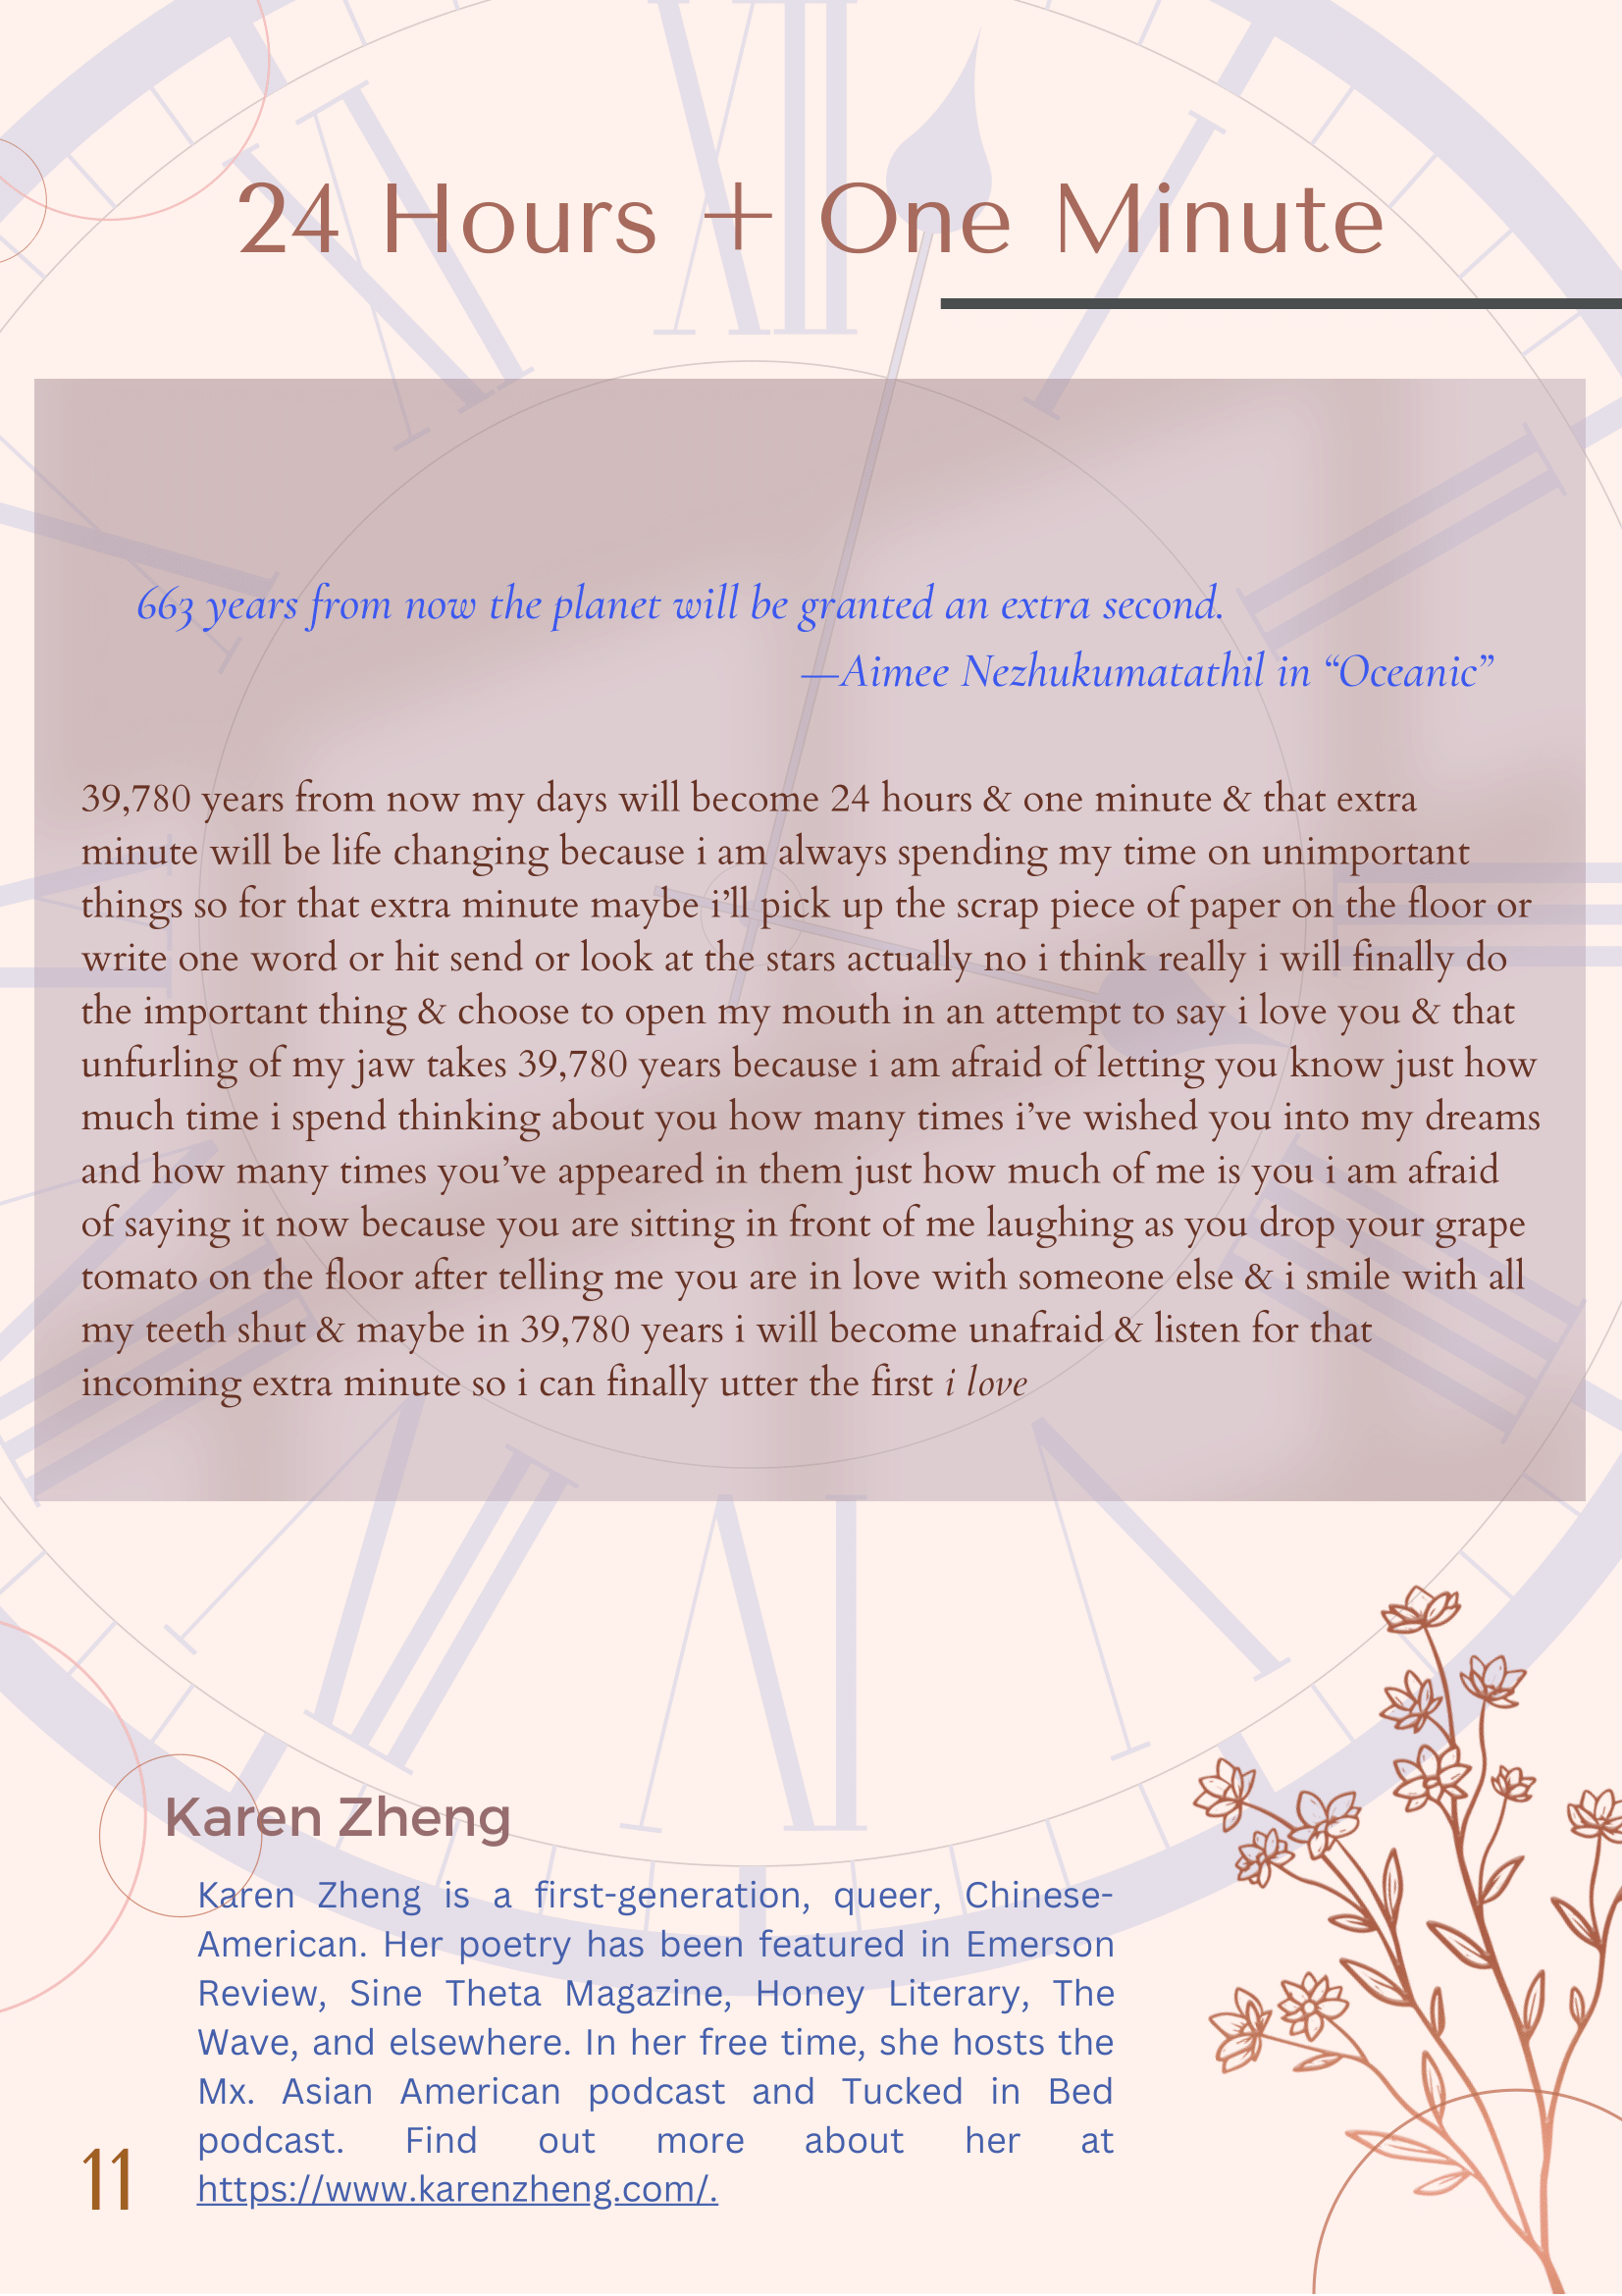 24 Hours + One Minute
663 years from now the planet will be granted an extra second.
—Aimee Nezhukumatathil in “Oceanic”
39,780 years from now my days will become 24 hours & one minute & that extra
minute will be life changing because i am always spending my time on unimportant
things so for that extra minute maybe i’ll pick up the scrap piece of paper on the floor or
write one word or hit send or look at the stars actually no i think really i will finally do
the important thing & choose to open my mouth in an attempt to say i love you & that
unfurling of my jaw takes 39,780 years because i am afraid of letting you know just how
much time i spend thinking about you how many times i’ve wished you into my dreams
and how many times you’ve appeared in them just how much of me is you i am afraid
of saying it now because you are sitting in front of me laughing as you drop your grape
tomato on the floor after telling me you are in love with someone else & i smile with all
my teeth shut & maybe in 39,780 years i will become unafraid & listen for that
incoming extra minute so i can finally utter the first i love
Karen Zheng
Karen Zheng is a first-generation, queer, Chinese-
American. Her poetry has been featured in Emerson
Review, Sine Theta Magazine, Honey Literary, The
Wave, and elsewhere. In her free time, she hosts the
Mx. Asian American podcast and Tucked in Bed
podcast. Find out more about her at
https://www.karenzheng.com/.
11